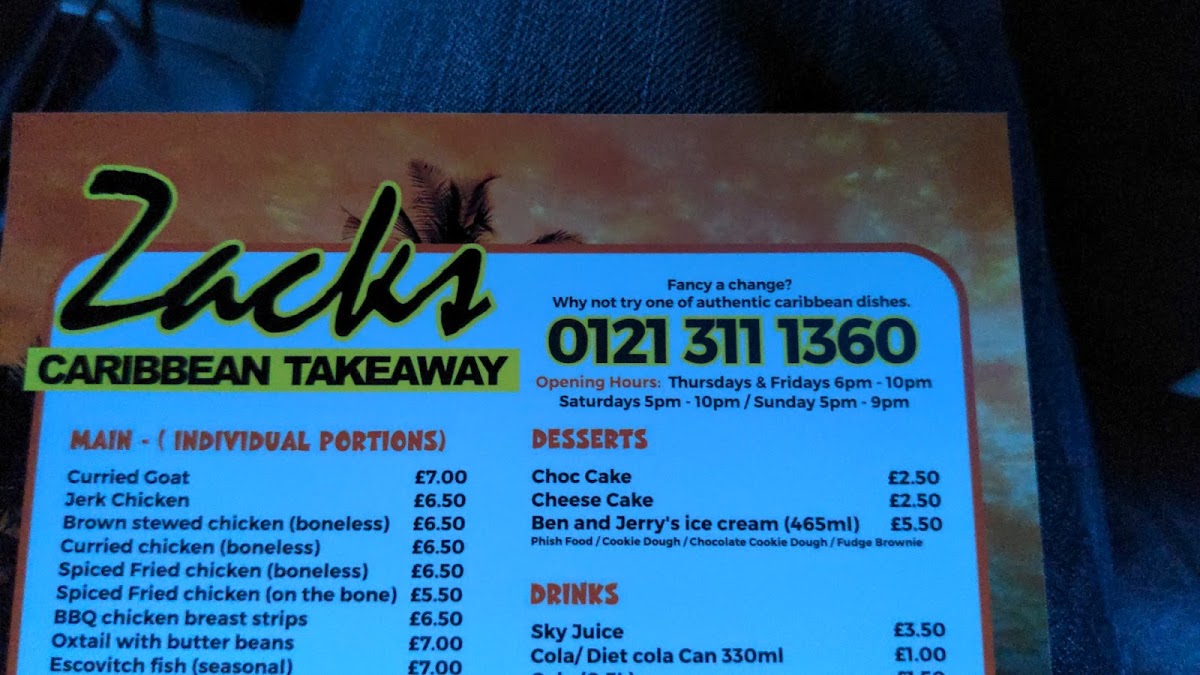 Zacks
CARIBBEAN TAKEAWAY
Fancy a change?
Why not try one of authentic caribbean dishes.
0121 311 1360
Opening Hours: Thursdays & Fridays 6pm - 10pm
Saturdays 5pm - 10pm / Sunday 5pm - 9pm
MAIN - ( INDIVIDUAL PORTIONS)
Curried Goat £7.00
Jerk Chicken £6.50
Brown stewed chicken (boneless) £6.50
Curried chicken (boneless) £6.50
Spiced Fried chicken (boneless) £6.50
Spiced Fried chicken (on the bone) £5.50
BBQ chicken breast strips £6.50
Oxtail with butter beans £7.00
Escovitch fish (seasonal) £7.00
DESSERTS
Choc Cake £2.50
Cheese Cake £2.50
Ben and Jerry's ice cream (465ml) £5.50
Phish Food / Cookie Dough / Chocolate Cookie Dough / Fudge Brownie
DRINKS
Sky Juice £3.50
Cola/ Diet cola Can 330ml £1.00